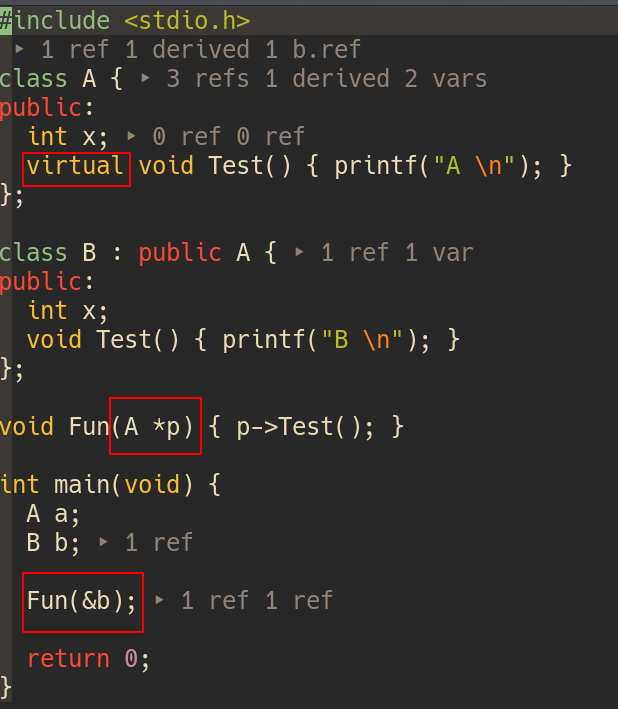 #include <stdio.h>
▸ 1 ref 1 derived 1 b.ref
class A { ▸ 3 refs 1 derived 2 vars
public:
int x; ▸ 0 ref 0 ref
virtual void Test() { printf("A \n"); }
};
class B : public A { ▸ 1 ref 1 var
public:
int x;
void Test() { printf("B \n"); }
};
void Fun(A *p) { p->Test(); }
int main(void) {
A a;
B b; ▸ 1 ref
Fun(&b); ▸ 1 ref 1 ref
return 0;
}